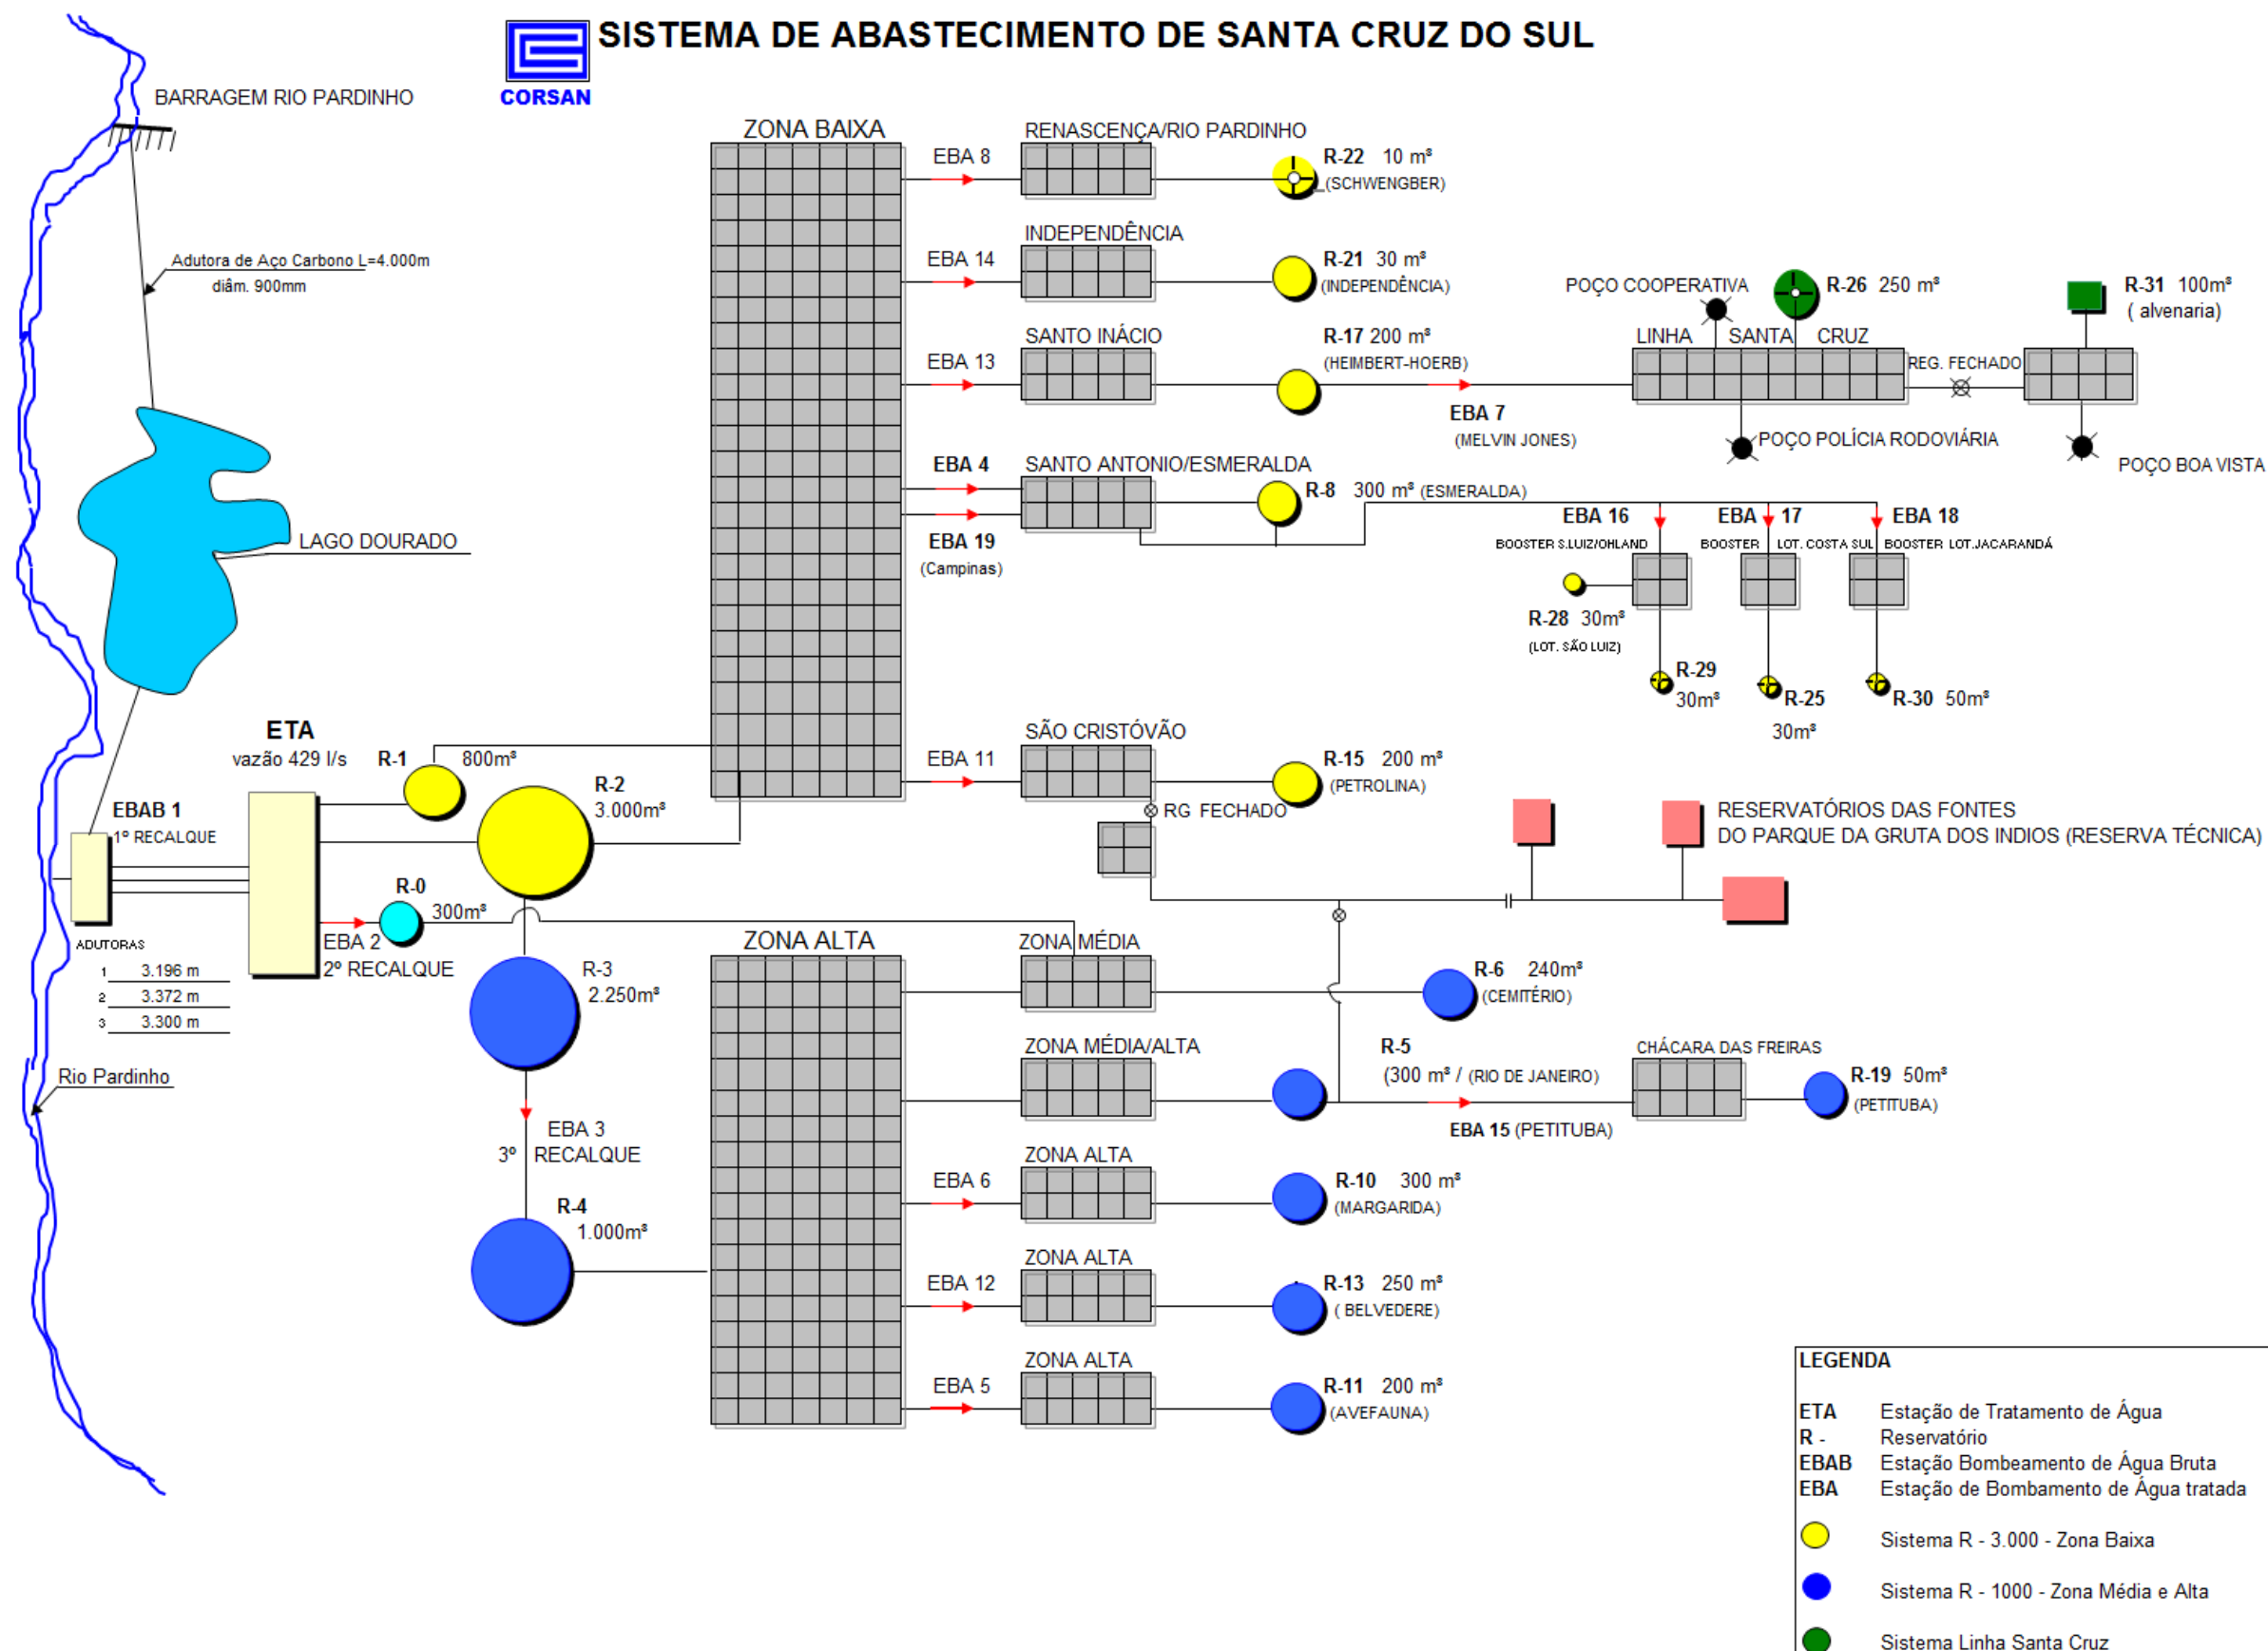 SISTEMA DE ABASTECIMENTO DE SANTA CRUZ DO SUL
CORSAN
BARRAGEM RIO PARDINHO
Adutora de Aço Carbono L=4.000m
diâm. 900mm
LAGO DOURADO
ETA
vazão 429 l/s
R-1
800m³
R-2
3.000m³
EBAB 1
1º RECALQUE
R-0
300m³
EBA 2
2º RECALQUE
ADUTORAS
1 3.196 m
2 3.372 m
3 3.300 m
Rio Pardinho
R-3
2.250m³
EBA 3
3º RECALQUE
R-4
1.000m³
ZONA BAIXA
EBA 8
RENASCENÇA/RIO PARDINHO
R-22 10 m³
(SCHWENGBER)
EBA 14
INDEPENDÊNCIA
R-21 30 m³
(INDEPENDÊNCIA)
EBA 13
SANTO INÁCIO
R-17 200 m³
(HEIMBERT-HOERB)
EBA 7
(MELVIN JONES)
POÇO COOPERATIVA
R-26 250 m³
LINHA SANTA CRUZ
POÇO POLÍCIA RODOVIÁRIA
REG. FECHADO
R-31 100m³
( alvenaria)
POÇO BOA VISTA
EBA 4
SANTO ANTONIO/ESMERALDA
R-8 300 m³ (ESMERALDA)
EBA 19
(Campinas)
EBA 16
BOOSTER S.LUIZ/OHLAND
EBA 17
BOOSTER LOT. COSTA SUL
EBA 18
BOOSTER LOT.JACARANDÁ
R-28 30m³
(LOT. SÃO LUIZ)
R-29
30m³
R-25
30m³
R-30 50m³
EBA 11
SÃO CRISTÓVÃO
R-15 200 m³
(PETROLINA)
RG FECHADO
RESERVATÓRIOS DAS FONTES
DO PARQUE DA GRUTA DOS INDIOS (RESERVA TÉCNICA)
ZONA ALTA
ZONA MÉDIA
R-6 240m³
(CEMITÉRIO)
ZONA MÉDIA/ALTA
R-5
(300 m³ / (RIO DE JANEIRO)
EBA 15 (PETITUBA)
CHÁCARA DAS FREIRAS
R-19 50m³
(PETITUBA)
EBA 6
ZONA ALTA
R-10 300 m³
(MARGARIDA)
EBA 12
ZONA ALTA
R-13 250 m³
( BELVEDERE)
EBA 5
ZONA ALTA
R-11 200 m³
(AVEFAUNA)
LEGENDA
ETA Estação de Tratamento de Água
R - Reservatório
EBAB Estação Bombeamento de Água Bruta
EBA Estação de Bombamento de Água tratada
Sistema R - 3.000 - Zona Baixa
Sistema R - 1000 - Zona Média e Alta
Sistema Linha Santa Cruz